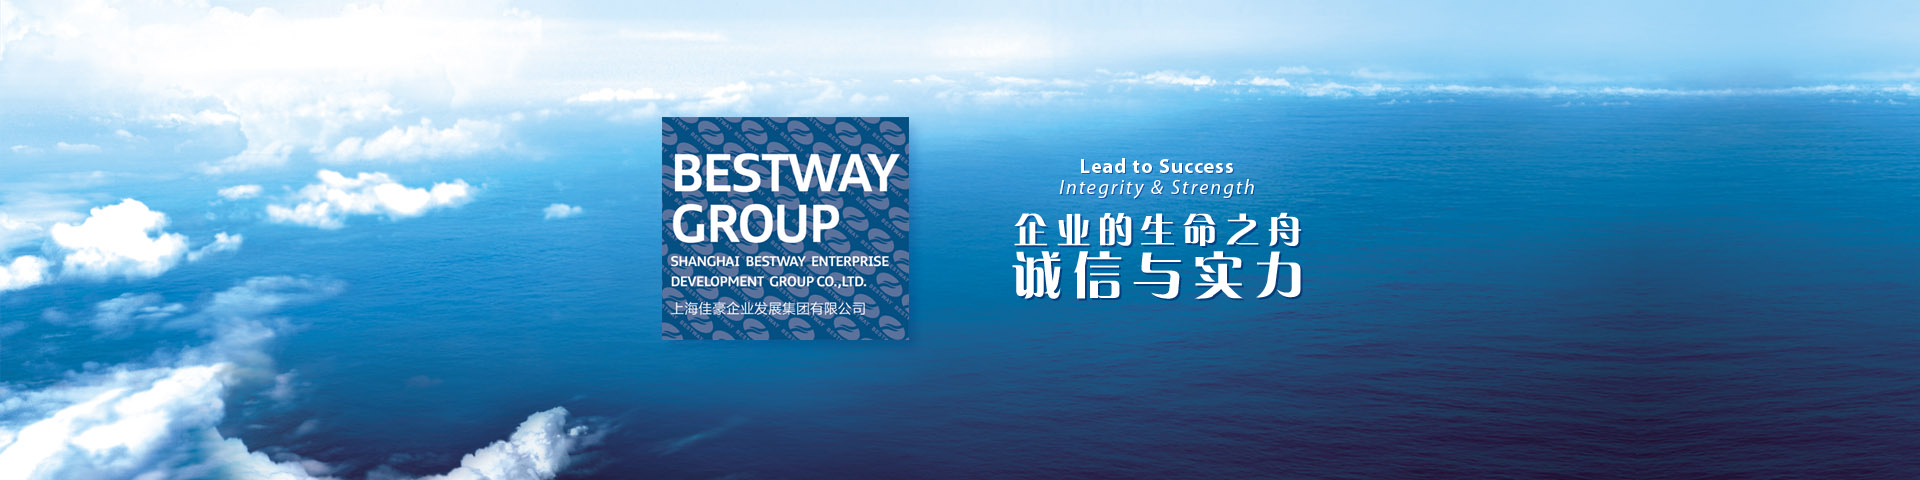 BESTWAY
GROUP
SHANGHAI BESTWAY ENTERPRISE
DEVELOPMENT GROUP CO.,LTD.
上海佳豪企业发展集团有限公司
Lead to Success
Integrity & Strength
企业的生命之舟
诚信与实力